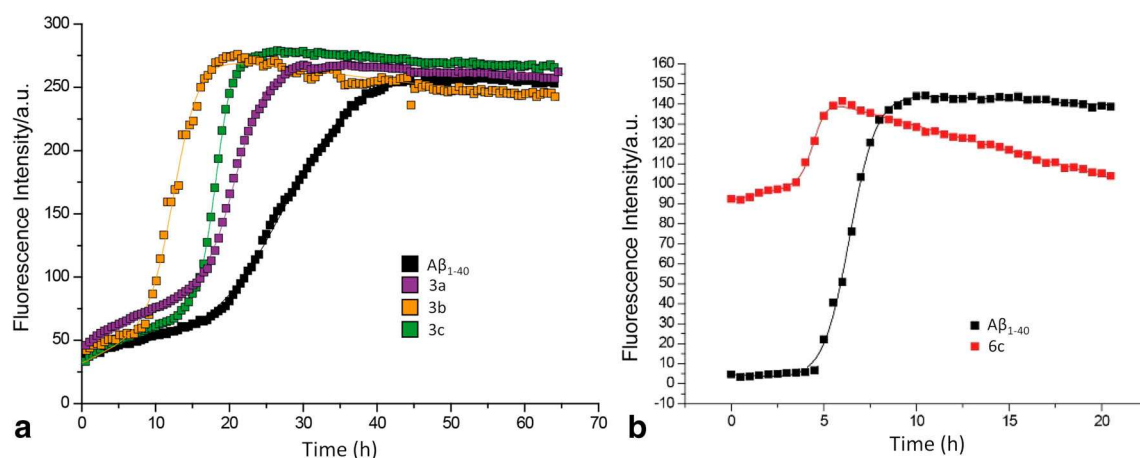 300
250
200
150
100
50
0
Fluorescence Intensity/a.u.
Aβ1-40
3a
3b
3c
0 10 20 30 40 50 60 70
Time (h)
a
160
150
140
130
120
110
100
90
80
70
60
50
40
30
20
10
0
-10
Fluorescence Intensity/a.u.
Aβ1-40
6c
0 5 10 15 20
Time (h)
b